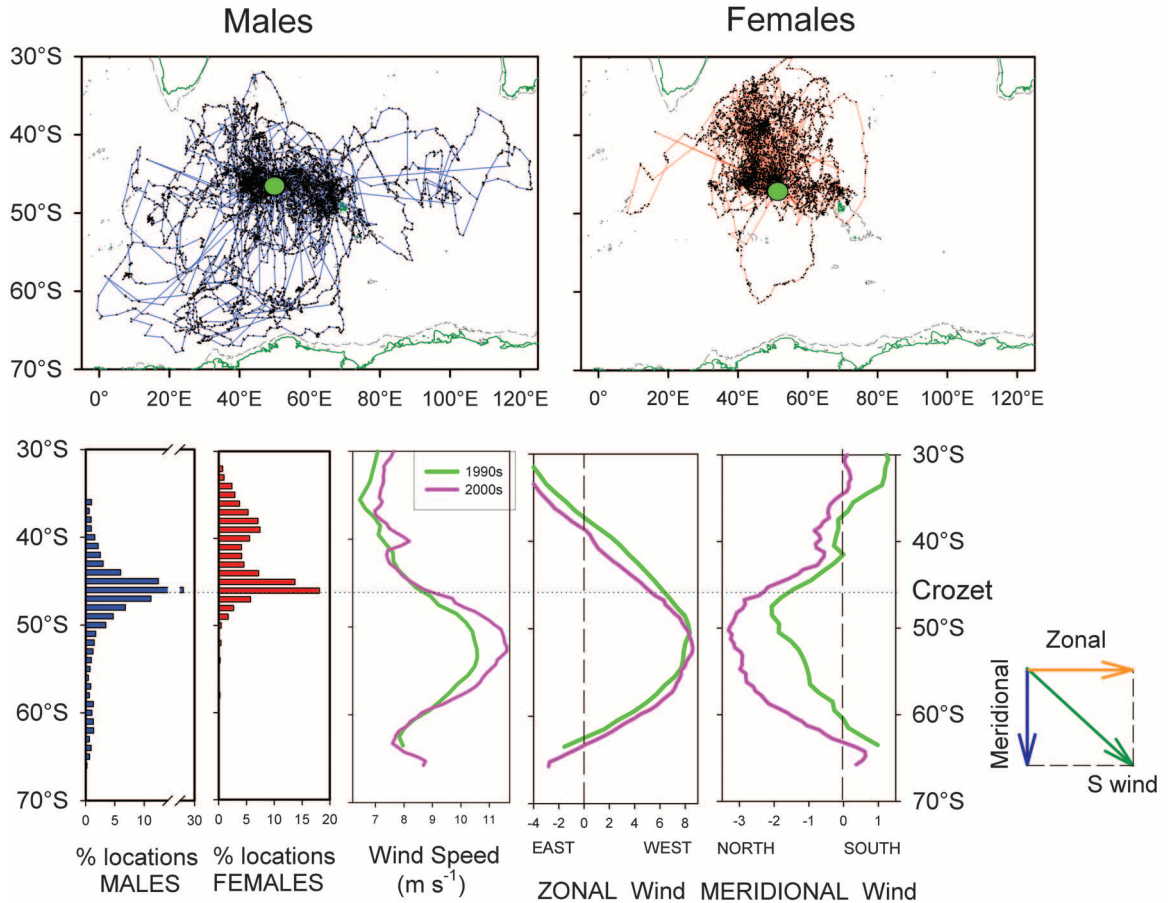 Males
Females
30°S
40°S
50°S
60°S
70°S
0° 20°E 40°E 60°E 80°E 100°E 120°E
0° 20°E 40°E 60°E 80°E 100°E 120°E
30°S
40°S
50°S
60°S
70°S
1990s
2000s
30°S
40°S
Crozet
50°S
60°S
70°S
0 5 10 30
0 5 10 15 20
7 8 9 10 11
-4 -2 0 2 4 6 8
-3 -2 -1 0 1
EAST WEST
NORTH SOUTH
% locations
MALES
% locations
FEMALES
Wind Speed
(m s⁻¹)
ZONAL Wind
MERIDIONAL Wind
Zonal
Meridional
S wind